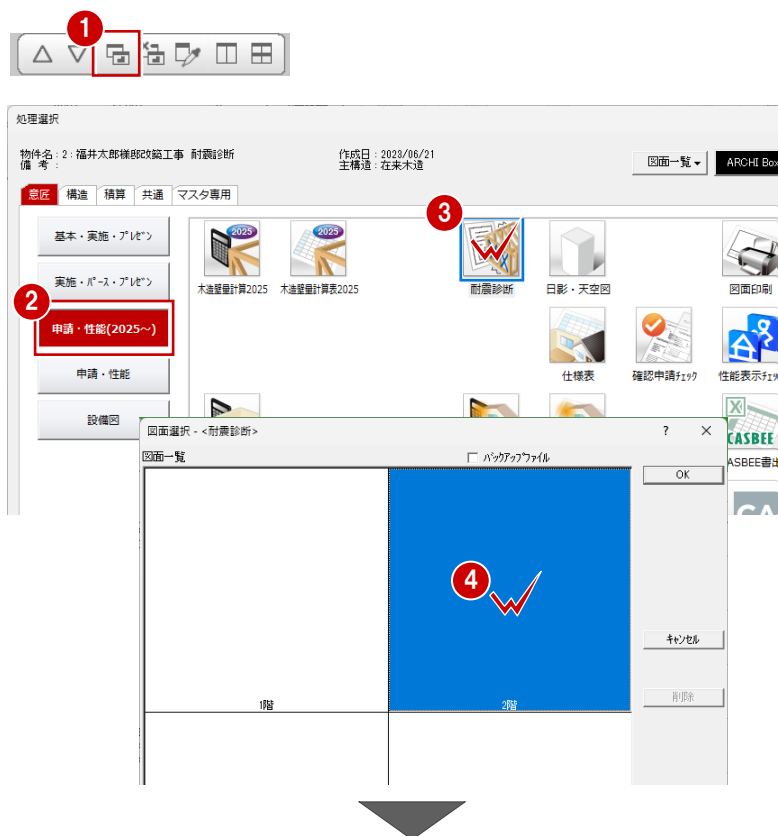 1
処理選択
物件名：2：福井太郎様邸改築工事 耐震診断
作成日：2023/06/21
備 考：
主構造：在来木造
図面一覧
ARCHI Box
意匠
構造
積算
共通
マスタ専用
3
基本・実施・ﾌﾟﾚｾﾞﾝ
2025
2025
木造壁量計算2025
木造壁量計算表2025
耐震診断
日影・天空図
図面印刷
実施・ﾊﾟｰｽ・ﾌﾟﾚｾﾞﾝ
2
申請・性能(2025～)
申請・性能
仕様表
確認申請ﾁｪｯｸ
性能表示ﾁｪｯｸ
設備図
CASBEE
図面選択 - <耐震診断>
?
図面一覧
バックアップファイル
OK
4
キャンセル
削除
1階
2階